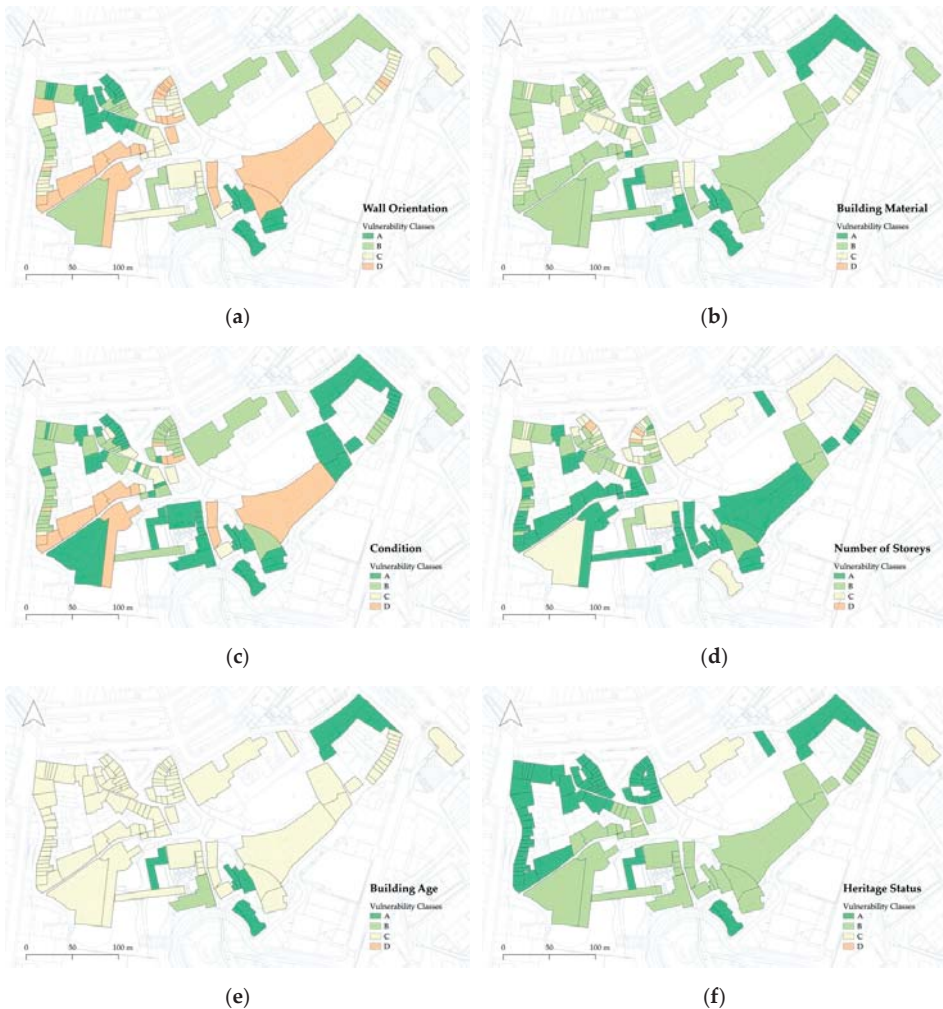 Wall Orientation
Vulnerability Classes
A
B
C
D
0 50 100 m
Building Material
Vulnerability Classes
A
B
C
D
0 50 100 m
(a)
(b)
Condition
Vulnerability Classes
A
B
C
D
0 50 100 m
Number of Storeys
Vulnerability Classes
A
B
C
D
0 50 100 m
(c)
(d)
Building Age
Vulnerability Classes
A
B
C
D
0 50 100 m
Heritage Status
Vulnerability Classes
A
B
C
D
0 50 100 m
(e)
(f)